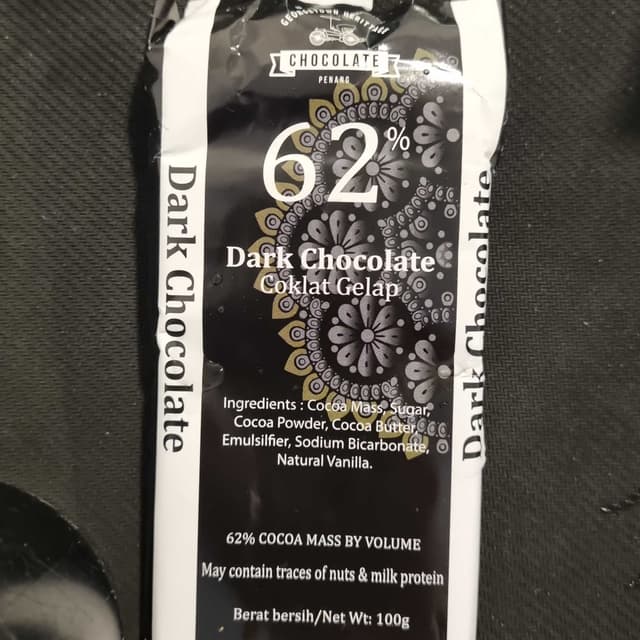 GEORGETOWN HERITAGE
CHOCOLATE
PENANG
62%
Dark Chocolate
Coklat Gelap
Dark Chocolate
Dark Chocolate
Ingredients : Cocoa Mass, Sugar,
Cocoa Powder, Cocoa Butter,
Emulsilfier, Sodium Bicarbonate,
Natural Vanilla.
62% COCOA MASS BY VOLUME
May contain traces of nuts & milk protein
Berat bersih/Net Wt: 100g